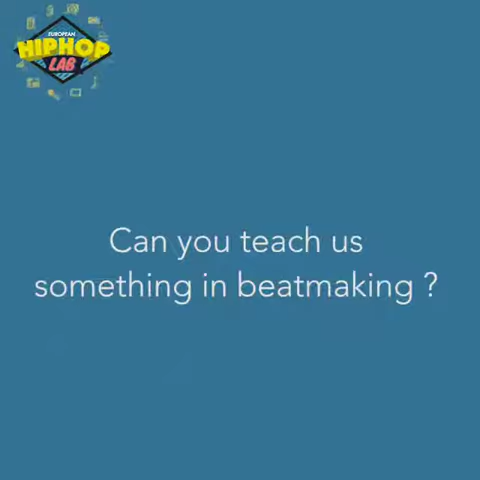 EUROPEAN
HIPHOP
LAB
Can you teach us
something in beatmaking ?